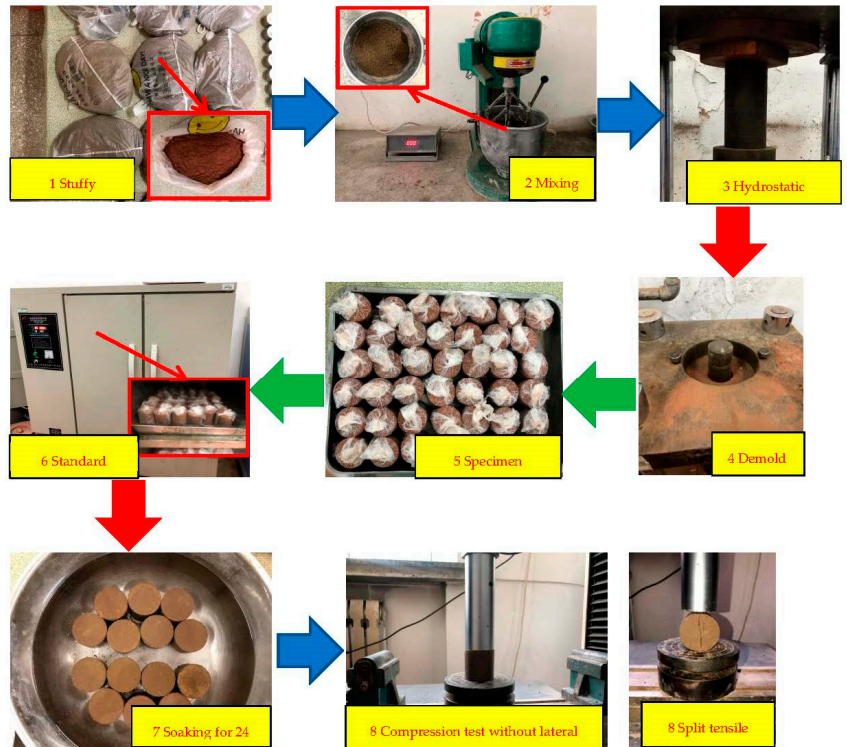 1 Stuffy
2 Mixing
3 Hydrostatic
4 Demold
5 Specimen
6 Standard
7 Soaking for 24
8 Compression test without lateral
8 Split tensile